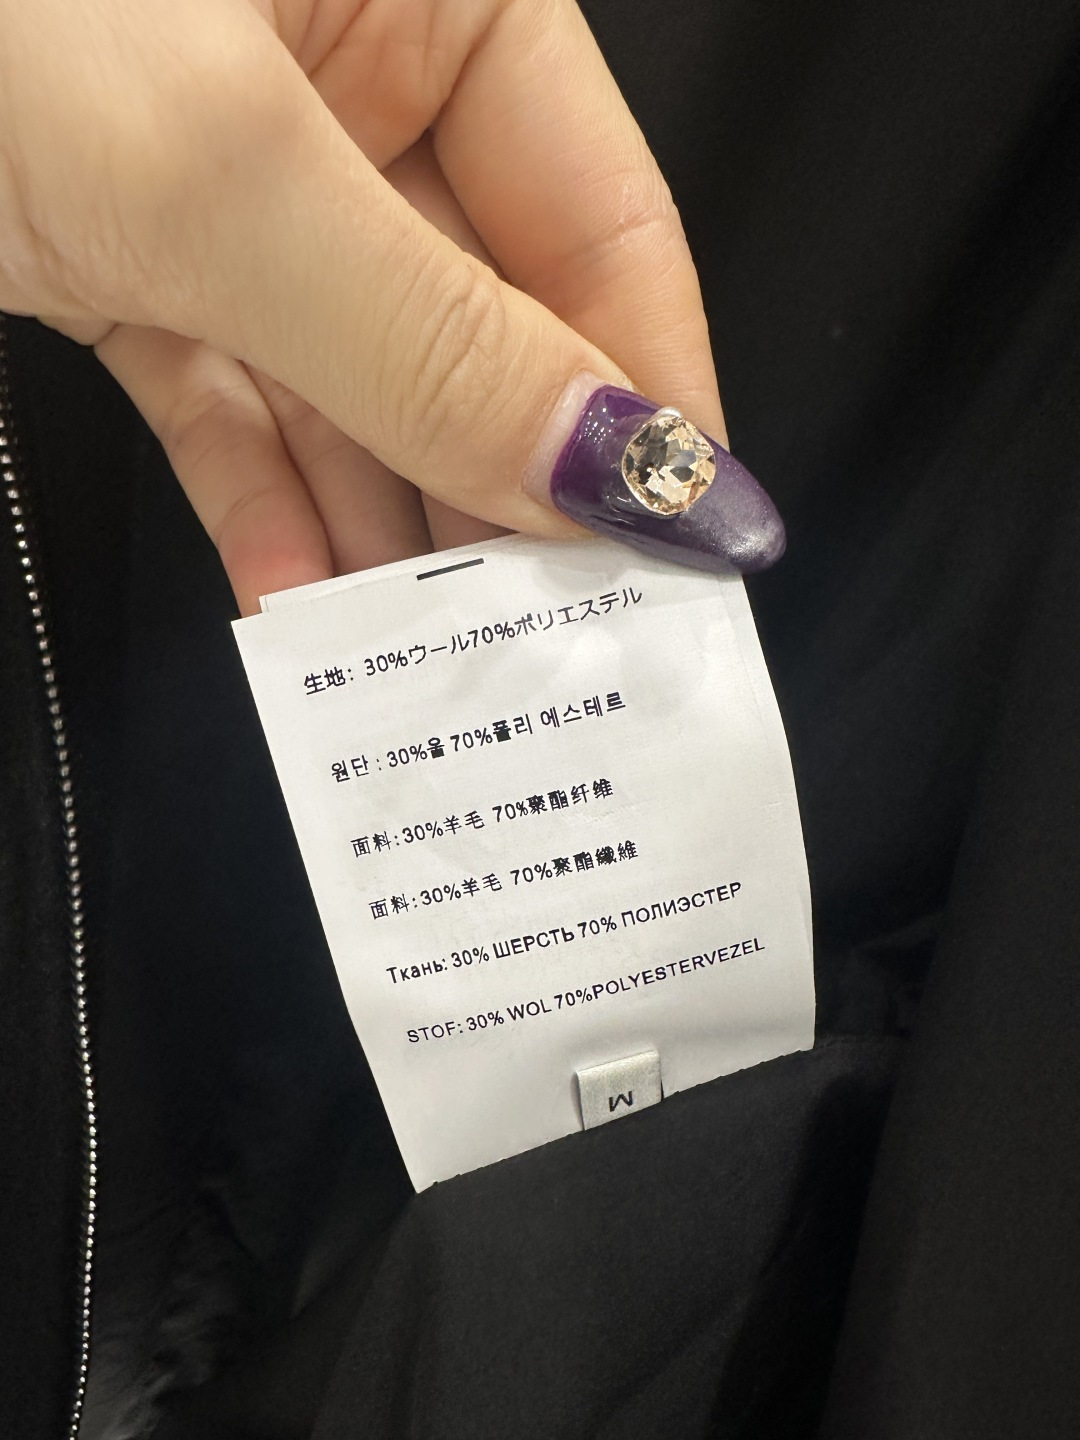 生地: 30%ウール70%ポリエステル
원단 : 30%울 70%폴리 에스테르
面料:30%羊毛 70%聚酯纤维
面料:30%羊毛 70%聚酯纖維
Ткань: 30% ШЕРСТЬ 70% ПОЛИЭСТЕР
STOF: 30% WOL 70%POLYESTERVEZEL
M